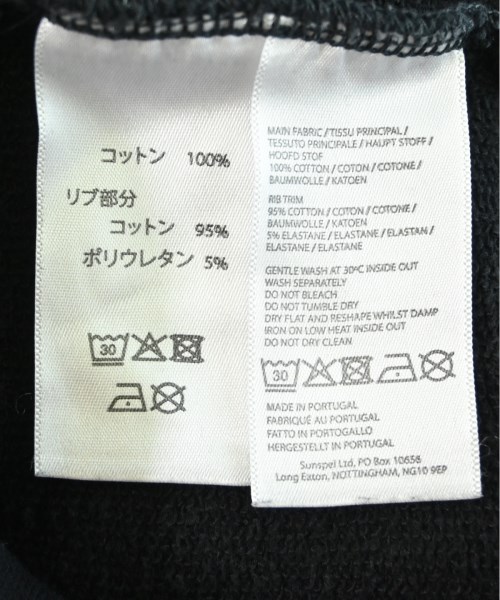 コットン 100%
リブ部分
コットン 95%
ポリウレタン 5%
30
MAIN FABRIC / TISSU PRINCIPAL /
TESSUTO PRINCIPALE / HAUPT STOFF /
HOOFD STOF
100% COTTON / COTON / COTONE /
BAUMWOLLE / KATOEN
RIB TRIM
95% COTTON / COTON / COTONE /
BAUMWOLLE / KATOEN
5% ELASTANE / ELASTANE / ELASTAN /
ELASTANE / ELASTANE
GENTLE WASH AT 30°C INSIDE OUT
WASH SEPARATELY
DO NOT BLEACH
DO NOT TUMBLE DRY
DRY FLAT AND RESHAPE WHILST DAMP
IRON ON LOW HEAT INSIDE OUT
DO NOT DRY CLEAN
30
MADE IN PORTUGAL
FABRIQUÉ AU PORTUGAL
FATTO IN PORTOGALLO
HERGESTELLT IN PORTUGAL
Sunspel Ltd, PO Box 10658
Long Eaton, NOTTINGHAM, NG10 9EP